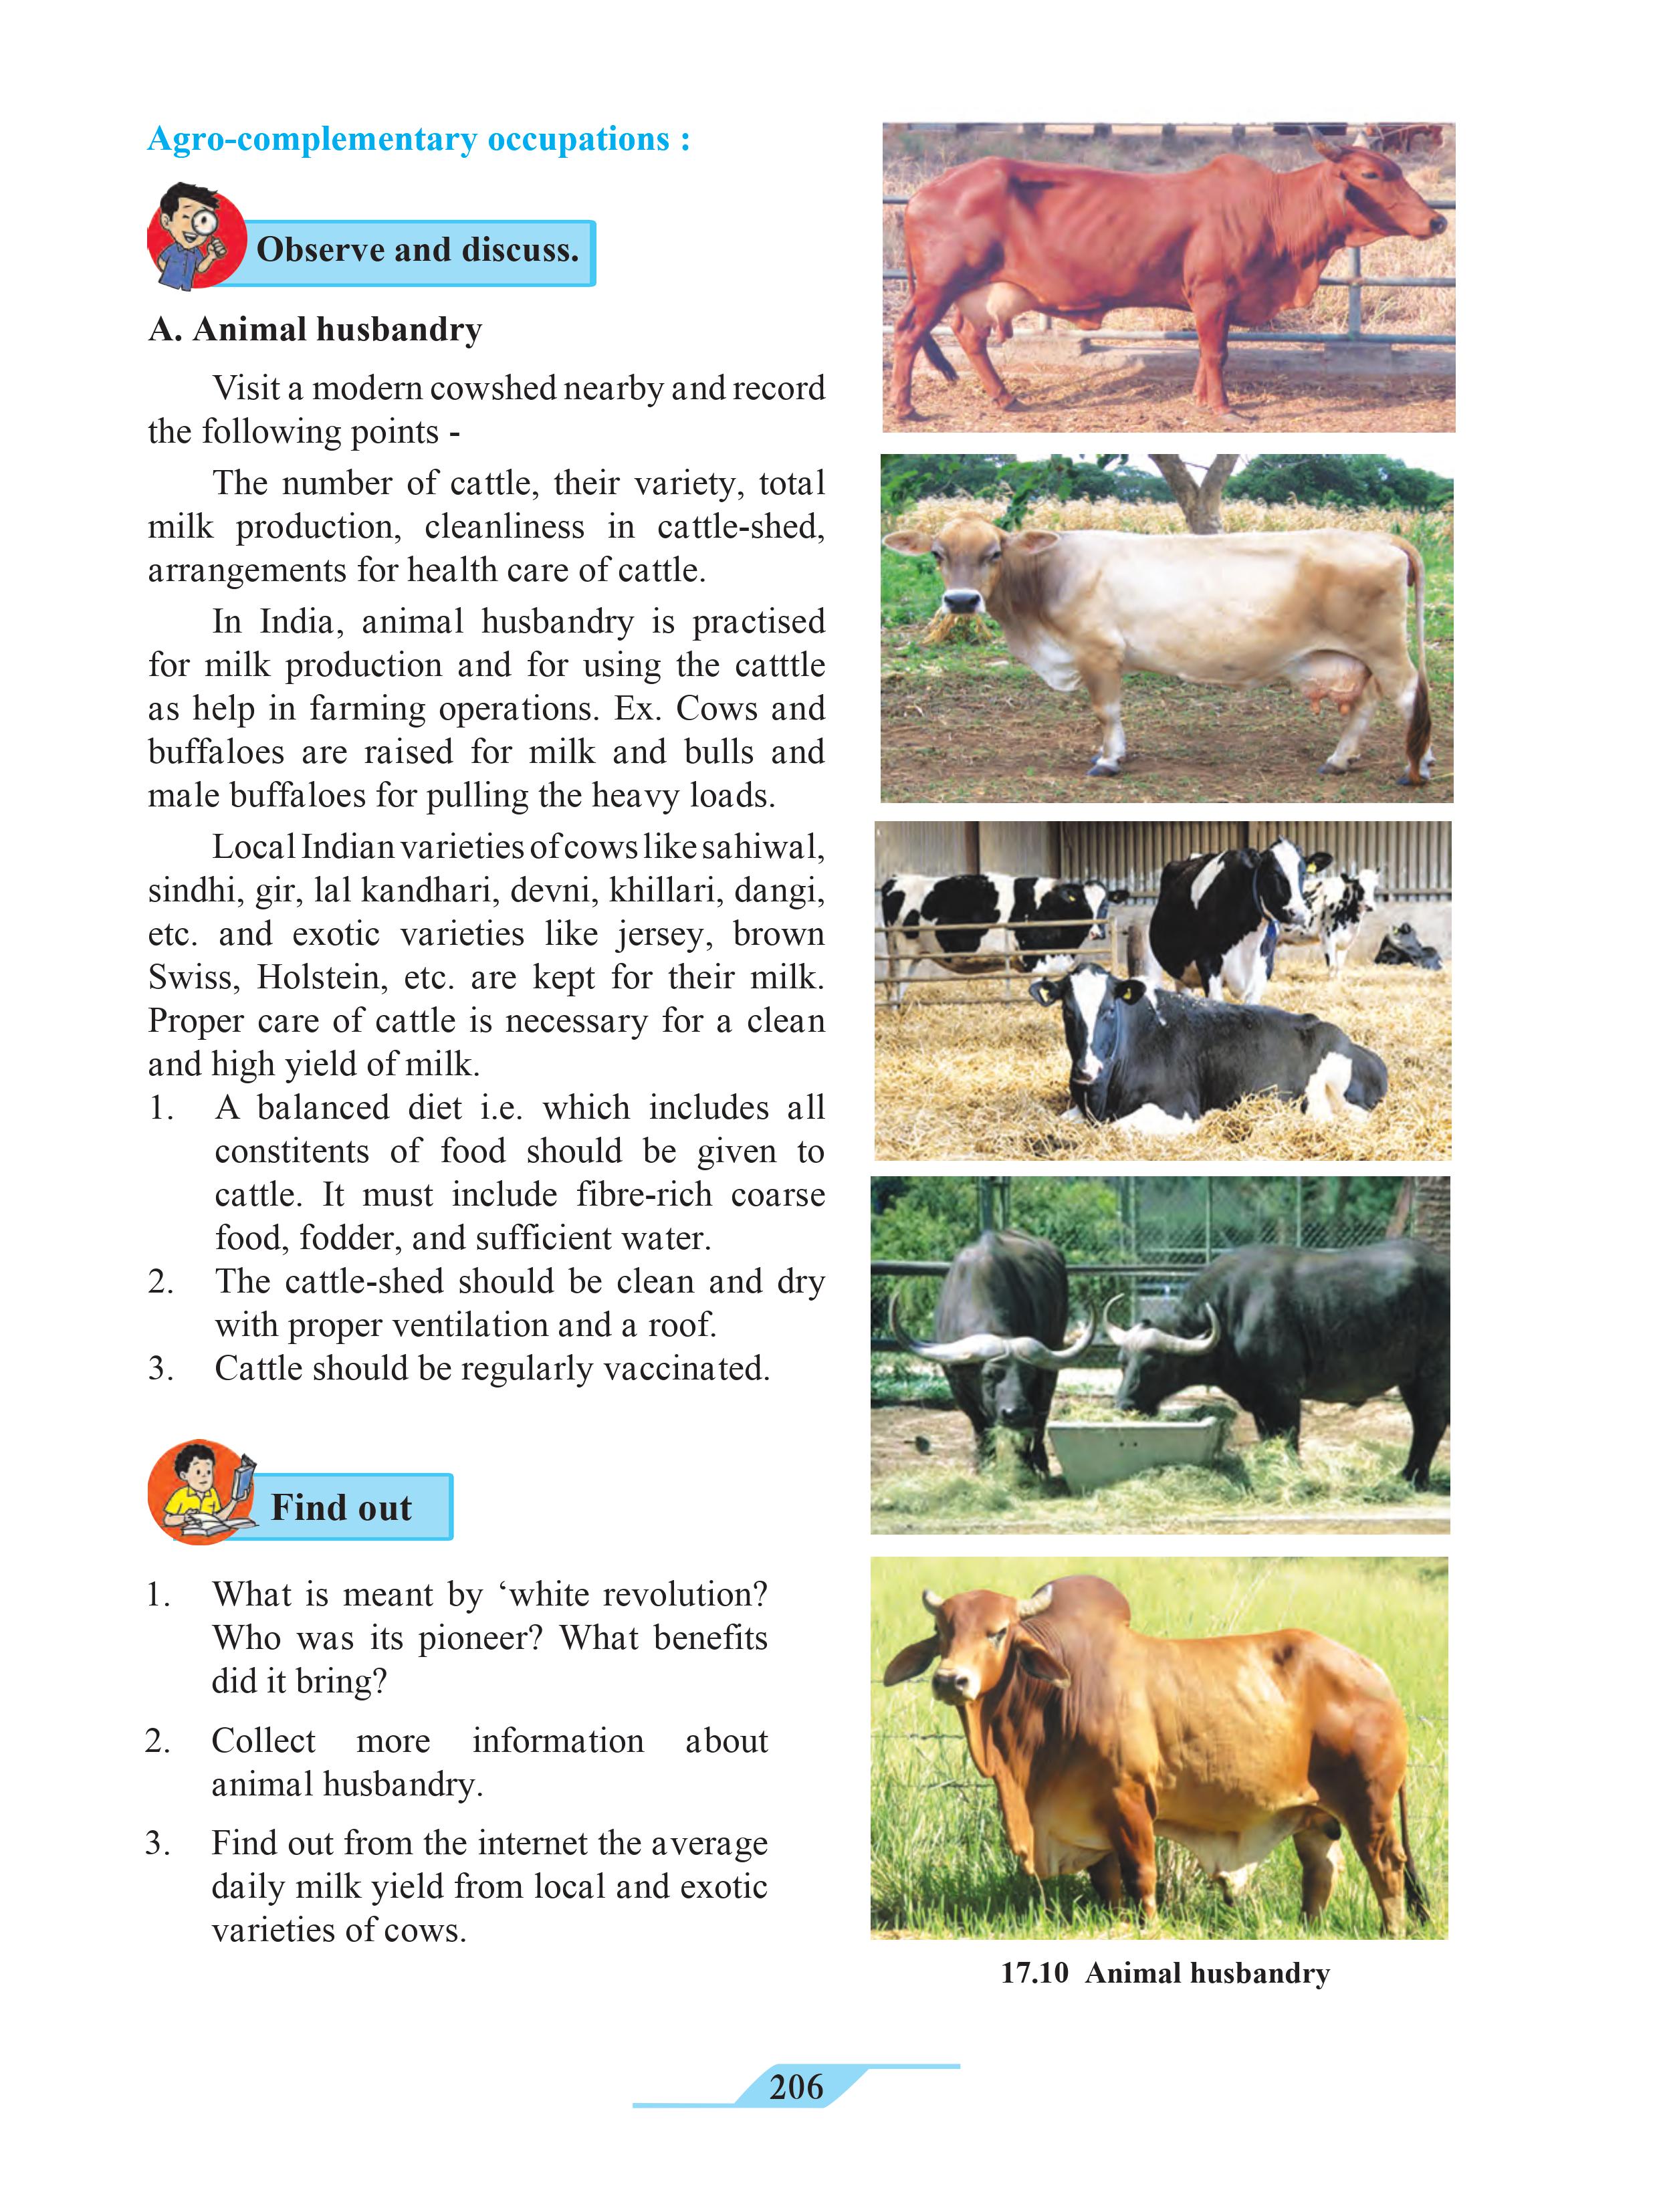 Agro-complementary occupations :
Observe and discuss.
A. Animal husbandry
Visit a modern cowshed nearby and record
the following points -
The number of cattle, their variety, total
milk production, cleanliness in cattle-shed,
arrangements for health care of cattle.
In India, animal husbandry is practised
for milk production and for using the catttle
as help in farming operations. Ex. Cows and
buffaloes are raised for milk and bulls and
male buffaloes for pulling the heavy loads.
Local Indian varieties of cows like sahiwal,
sindhi, gir, lal kandhari, devni, khillari, dangi,
etc. and exotic varieties like jersey, brown
Swiss, Holstein, etc. are kept for their milk.
Proper care of cattle is necessary for a clean
and high yield of milk.
1. A balanced diet i.e. which includes all
constitents of food should be given to
cattle. It must include fibre-rich coarse
food, fodder, and sufficient water.
2. The cattle-shed should be clean and dry
with proper ventilation and a roof.
3. Cattle should be regularly vaccinated.
Find out
1. What is meant by ‘white revolution?
Who was its pioneer? What benefits
did it bring?
2. Collect more information about
animal husbandry.
3. Find out from the internet the average
daily milk yield from local and exotic
varieties of cows.
17.10 Animal husbandry
206